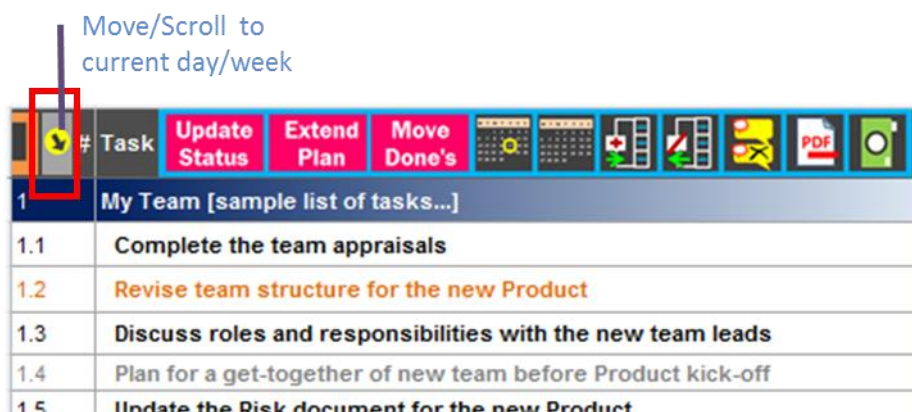 Move/Scroll to
current day/week
# Task Update Status Extend Plan Move Done's PDF
1 My Team [sample list of tasks...]
1.1 Complete the team appraisals
1.2 Revise team structure for the new Product
1.3 Discuss roles and responsibilities with the new team leads
1.4 Plan for a get-together of new team before Product kick-off
1.5 Update the Risk document for the new Product